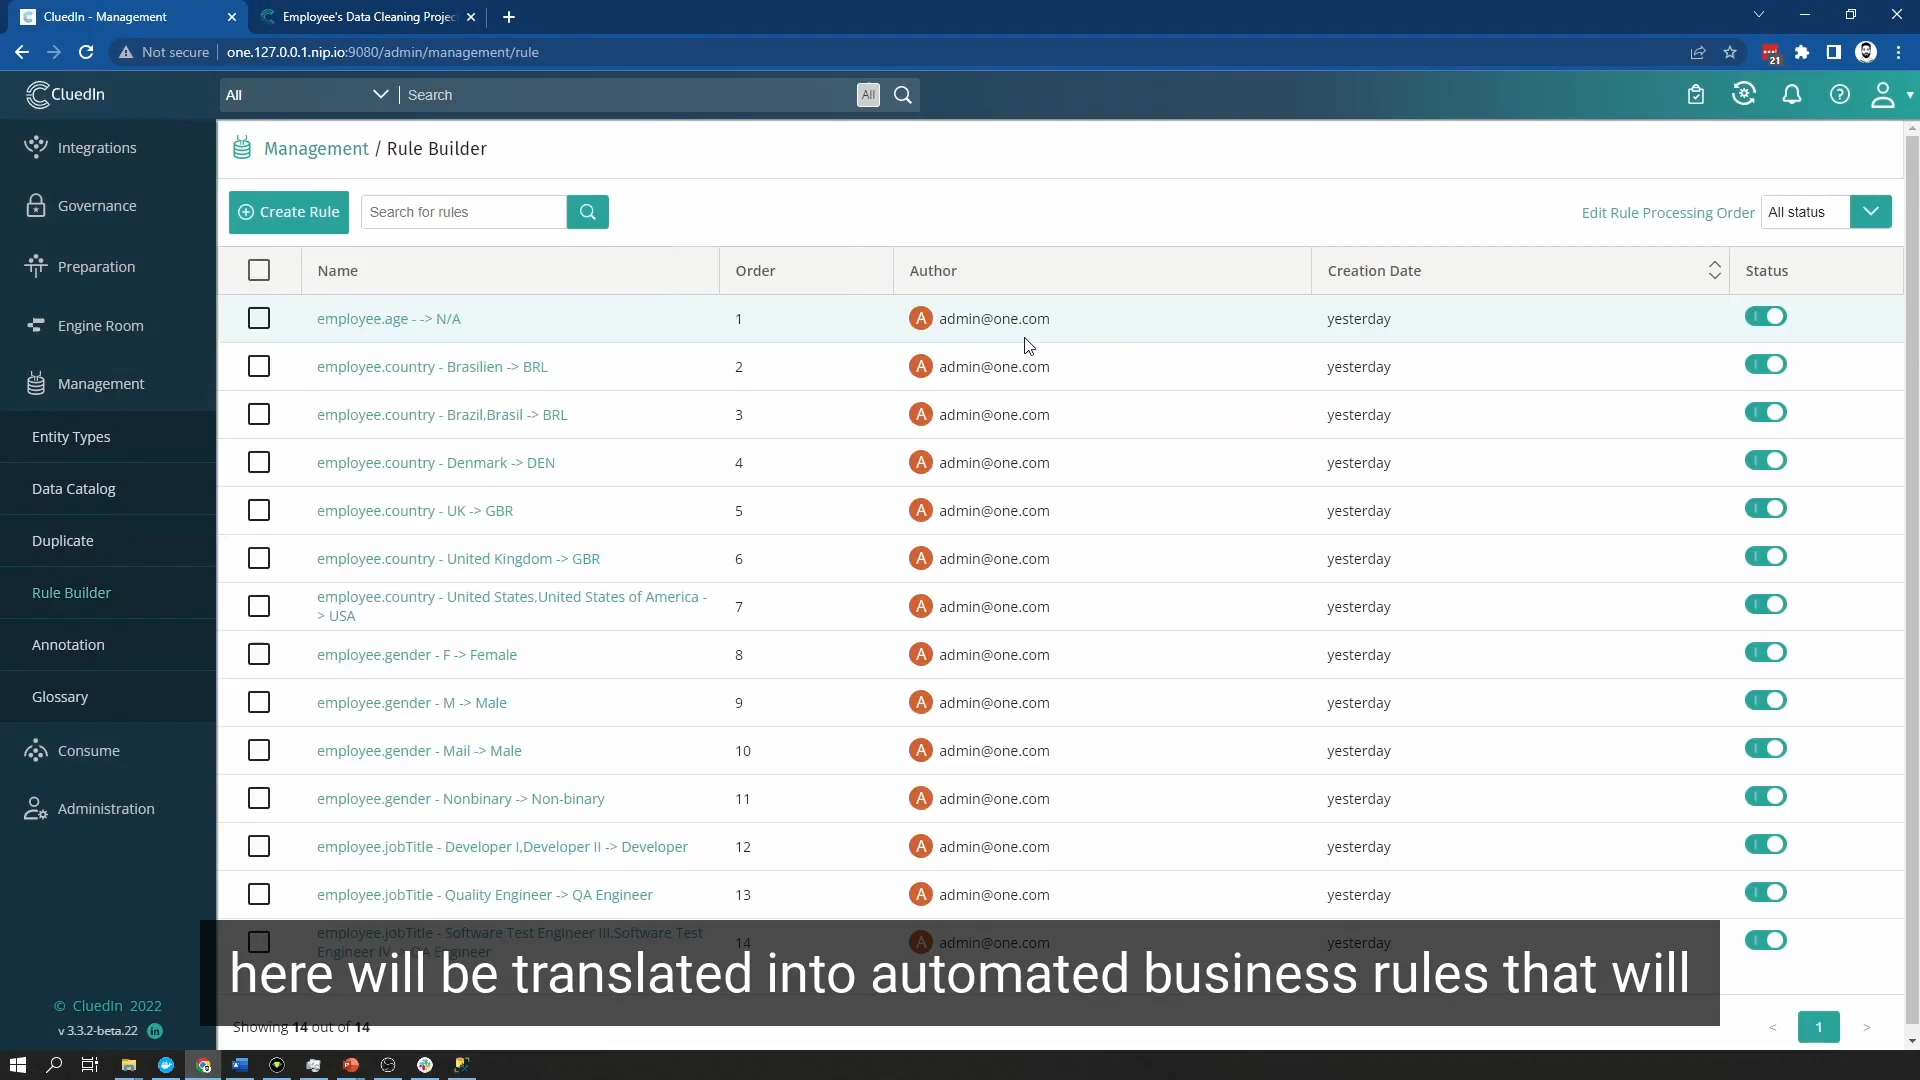 CluedIn - Management
Employee's Data Cleaning Projec
Not secure
one.127.0.0.1.nip.io:9080/admin/management/rule
21
CluedIn
All
Search
All
Integrations
Governance
Preparation
Engine Room
Management
Entity Types
Data Catalog
Duplicate
Rule Builder
Annotation
Glossary
Consume
Administration
© CluedIn 2022
v 3.3.2-beta.22
in
Management / Rule Builder
Create Rule
Search for rules
Edit Rule Processing Order
All status
Name Order Author Creation Date Status
employee.age - -> N/A 1 A admin@one.com yesterday
employee.country - Brasilien -> BRL 2 A admin@one.com yesterday
employee.country - Brazil,Brasil -> BRL 3 A admin@one.com yesterday
employee.country - Denmark -> DEN 4 A admin@one.com yesterday
employee.country - UK -> GBR 5 A admin@one.com yesterday
employee.country - United Kingdom -> GBR 6 A admin@one.com yesterday
employee.country - United States,United States of America -
> USA 7 A admin@one.com yesterday
employee.gender - F -> Female 8 A admin@one.com yesterday
employee.gender - M -> Male 9 A admin@one.com yesterday
employee.gender - Mail -> Male 10 A admin@one.com yesterday
employee.gender - Nonbinary -> Non-binary 11 A admin@one.com yesterday
employee.jobTitle - Developer I,Developer II -> Developer 12 A admin@one.com yesterday
employee.jobTitle - Quality Engineer -> QA Engineer 13 A admin@one.com yesterday
employee.jobTitle - Software Test Engineer III,Software Test
Engineer IV -> QA Engineer 14 A admin@one.com yesterday
here will be translated into automated business rules that will
Showing 14 out of 14
< 1 >